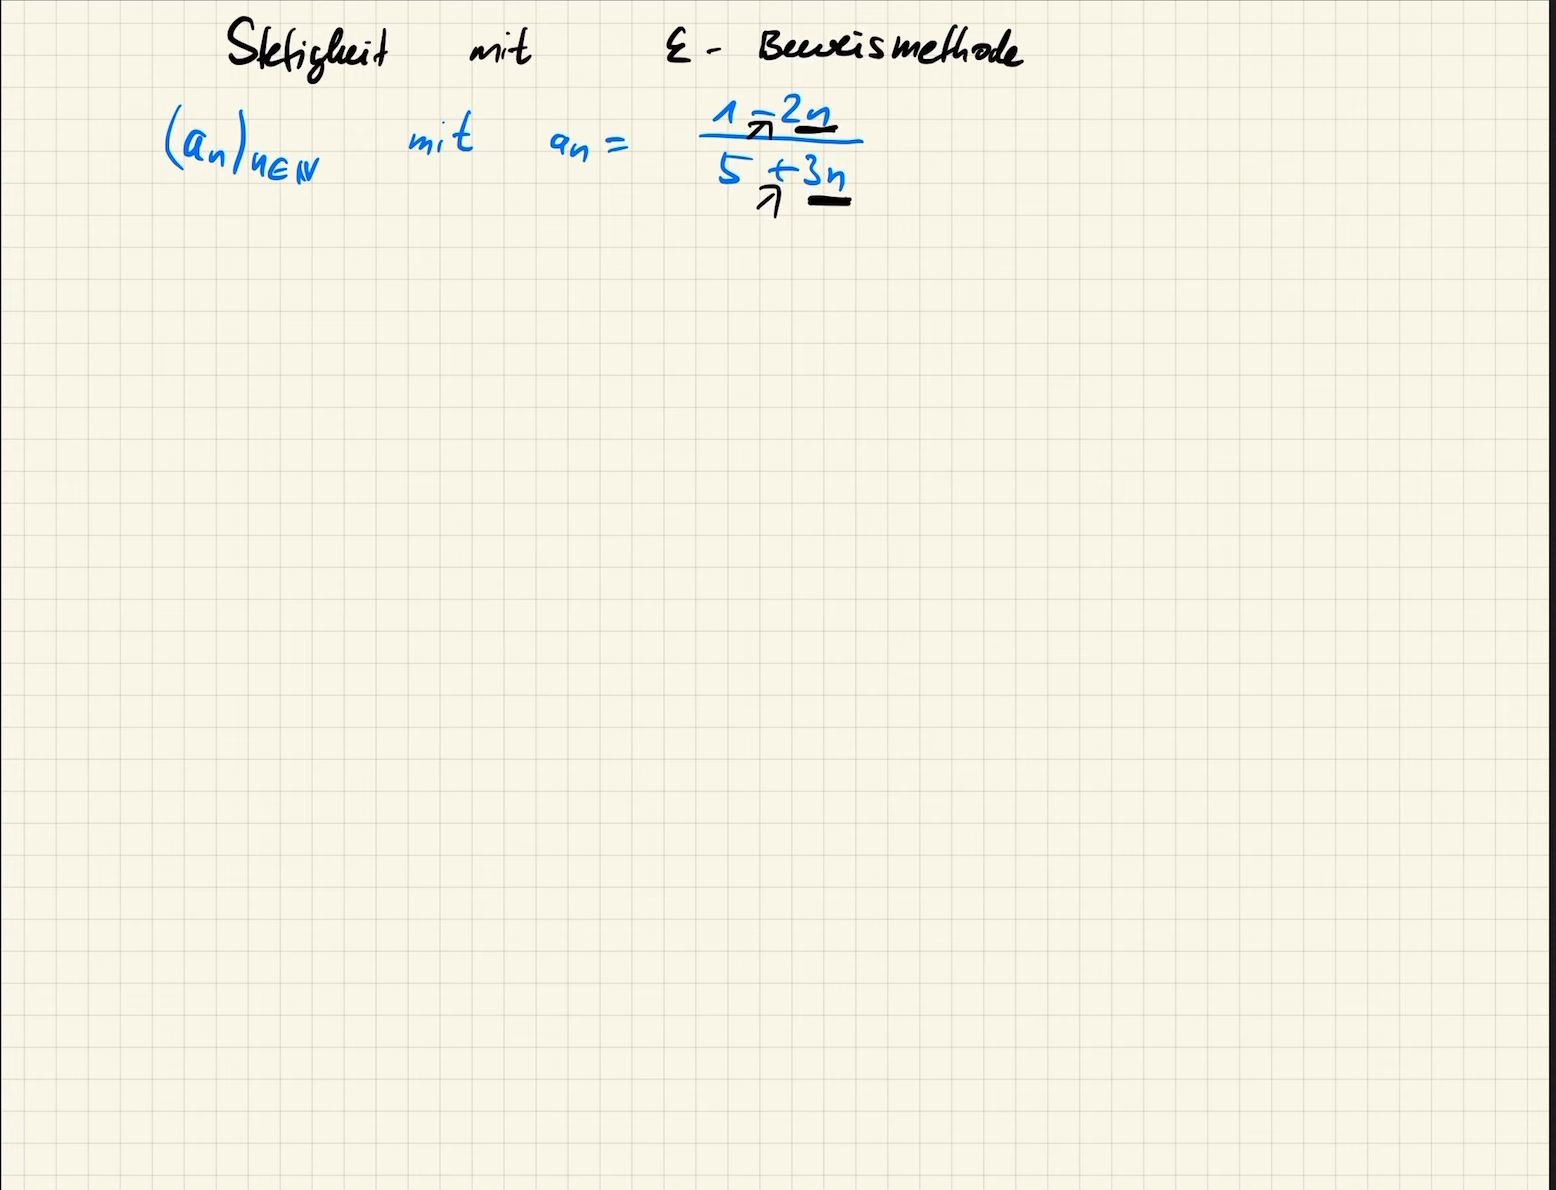 Stetigkeit mit ε - Beweismethode
(aₙ)ₙ∈ℕ mit aₙ = 1 - 2n
5 + 3n